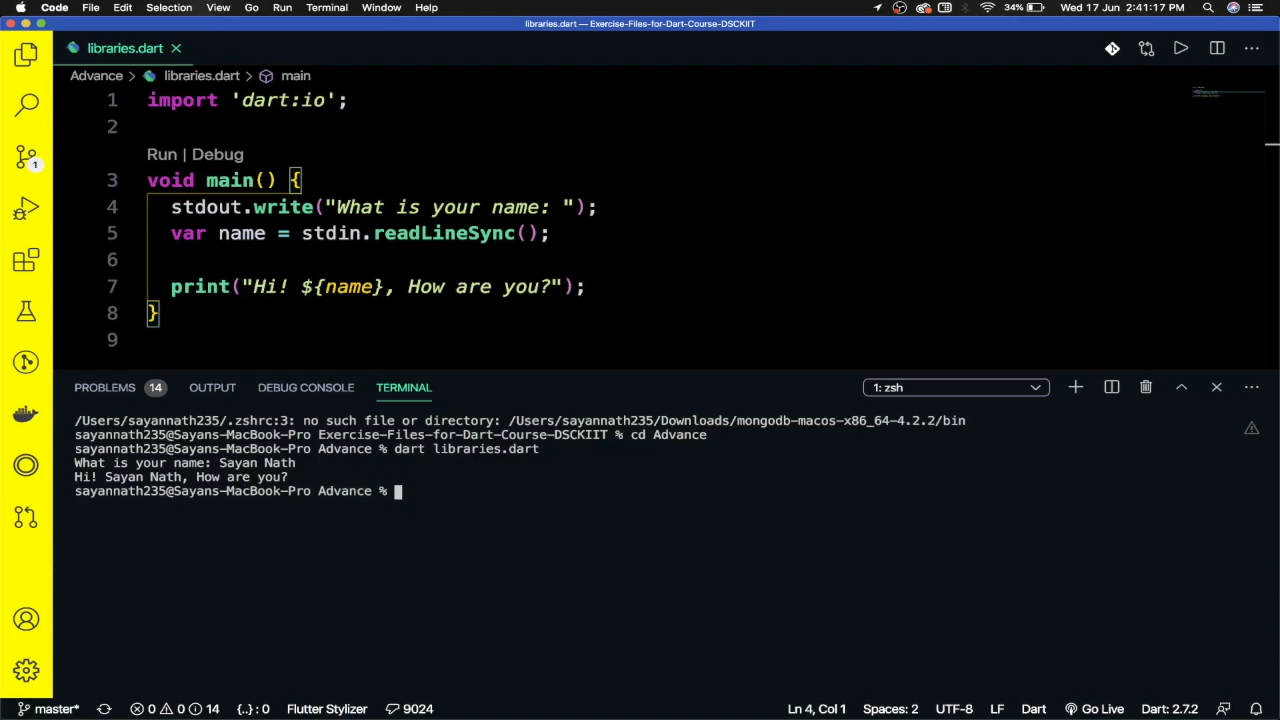 Code File Edit Selection View Go Run Terminal Window Help 34% Wed 17 Jun 2:41:17 PM
libraries.dart — Exercise-Files-for-Dart-Course-DSCKIIT
libraries.dart
Advance > libraries.dart > main
1 import 'dart:io';
2
Run | Debug
3 void main() {
4 stdout.write("What is your name: ");
5 var name = stdin.readLineSync();
6
7 print("Hi! ${name}, How are you?");
8 }
9
1
PROBLEMS 14 OUTPUT DEBUG CONSOLE TERMINAL 1: zsh
/Users/sayannath235/.zshrc:3: no such file or directory: /Users/sayannath235/Downloads/mongodb-macos-x86_64-4.2.2/bin
sayannath235@Sayans-MacBook-Pro Exercise-Files-for-Dart-Course-DSCKIIT % cd Advance
sayannath235@Sayans-MacBook-Pro Advance % dart libraries.dart
What is your name: Sayan Nath
Hi! Sayan Nath, How are you?
sayannath235@Sayans-MacBook-Pro Advance %
master* 0 0 14 {..} : 0 Flutter Stylizer 9024 Ln 4, Col 1 Spaces: 2 UTF-8 LF Dart Go Live Dart: 2.7.2